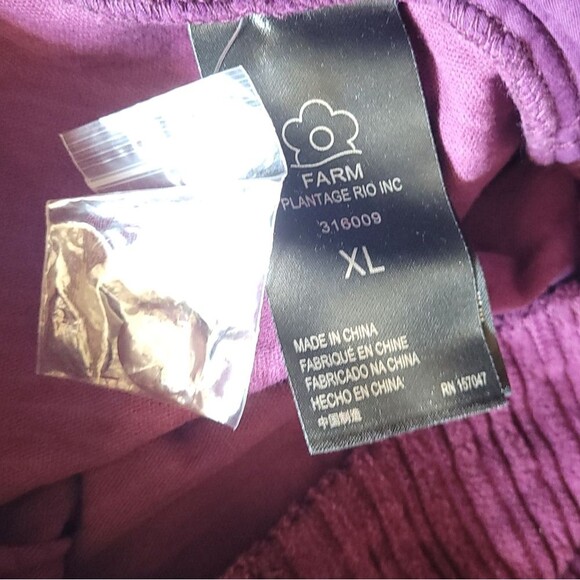 FARM
PLANTAGE RIO INC
316009
XL
MADE IN CHINA
FABRIQUÉ EN CHINE
FABRICADO NA CHINA
HECHO EN CHINA
中国制造
RN 157047